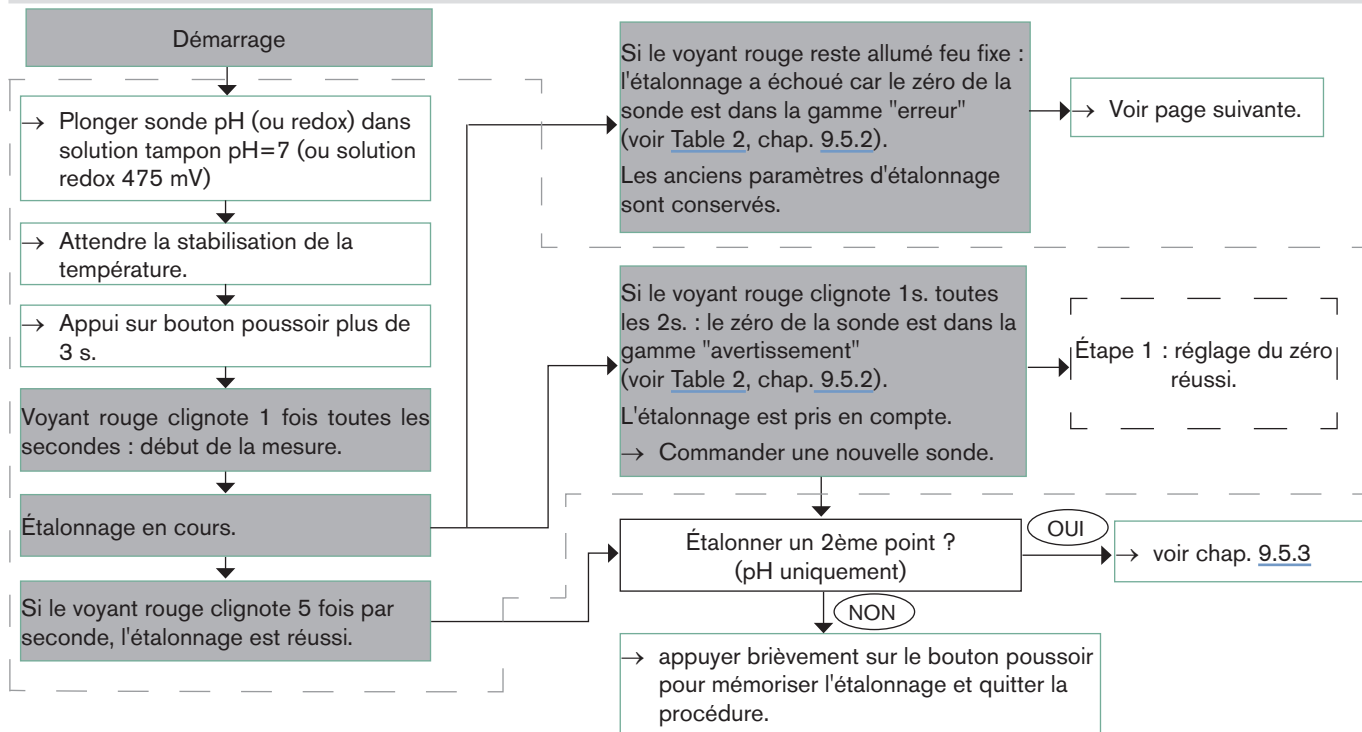 Démarrage
→ Plonger sonde pH (ou redox) dans
solution tampon pH=7 (ou solution
redox 475 mV)
→ Attendre la stabilisation de la
température.
→ Appui sur bouton poussoir plus de
3 s.
Voyant rouge clignote 1 fois toutes les
secondes : début de la mesure.
Étalonnage en cours.
Si le voyant rouge clignote 5 fois par
seconde, l'étalonnage est réussi.
Si le voyant rouge reste allumé feu fixe :
l'étalonnage a échoué car le zéro de la
sonde est dans la gamme "erreur"
(voir Table 2, chap. 9.5.2).
Les anciens paramètres d'étalonnage
sont conservés.
→ Voir page suivante.
Si le voyant rouge clignote 1s. toutes
les 2s. : le zéro de la sonde est dans la
gamme "avertissement"
(voir Table 2, chap. 9.5.2).
L'étalonnage est pris en compte.
→ Commander une nouvelle sonde.
Étape 1 : réglage du zéro
réussi.
Étalonner un 2ème point ?
(pH uniquement)
OUI
→ voir chap. 9.5.3
NON
→ appuyer brièvement sur le bouton poussoir
pour mémoriser l'étalonnage et quitter la
procédure.